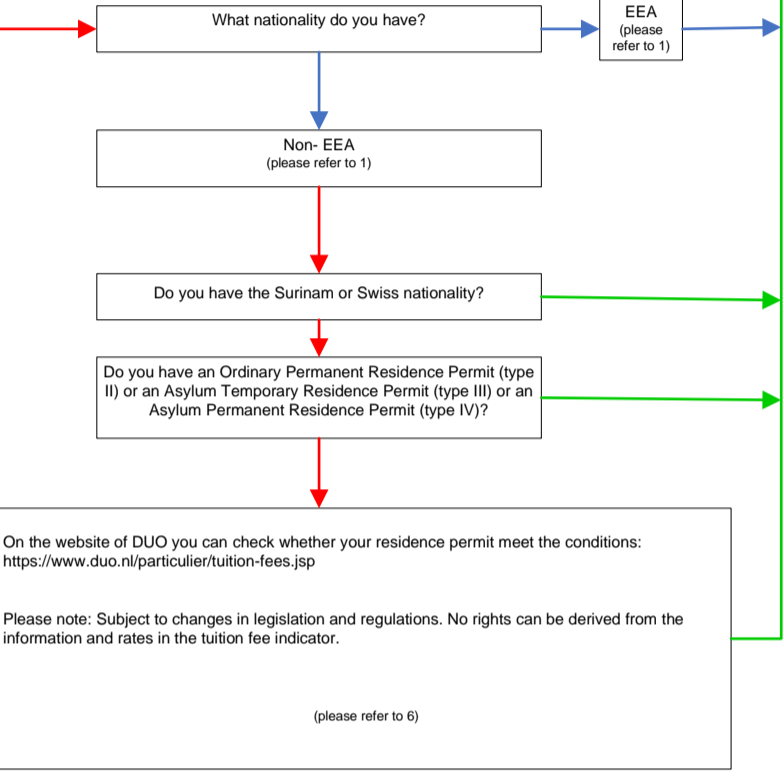 What nationality do you have?
EEA
(please
refer to 1)
Non- EEA
(please refer to 1)
Do you have the Surinam or Swiss nationality?
Do you have an Ordinary Permanent Residence Permit (type
II) or an Asylum Temporary Residence Permit (type III) or an
Asylum Permanent Residence Permit (type IV)?
On the website of DUO you can check whether your residence permit meet the conditions:
https://www.duo.nl/particulier/tuition-fees.jsp
Please note: Subject to changes in legislation and regulations. No rights can be derived from the
information and rates in the tuition fee indicator.
(please refer to 6)